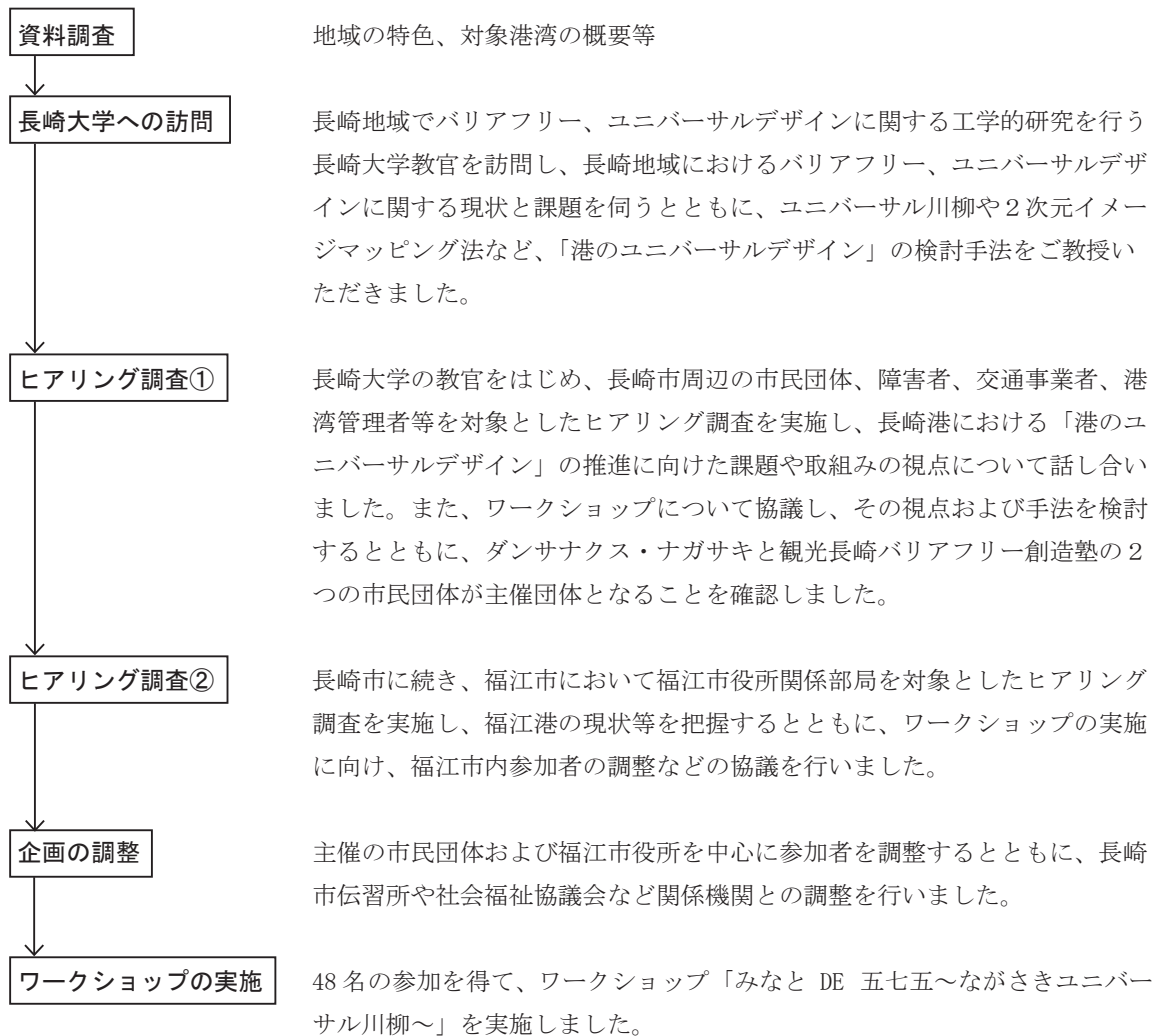 資料調査　地域の特色、対象港湾の概要等
長崎大学への訪問　長崎地域でバリアフリー、ユニバーサルデザインに関する工学的研究を行う
長崎大学教官を訪問し、長崎地域におけるバリアフリー、ユニバーサルデザ
インに関する現状と課題を伺うとともに、ユニバーサル川柳や２次元イメー
ジマッピング法など、「港のユニバーサルデザイン」の検討手法をご教授い
ただきました。
ヒアリング調査①　長崎大学の教官をはじめ、長崎市周辺の市民団体、障害者、交通事業者、港
湾管理者等を対象としたヒアリング調査を実施し、長崎港における「港のユ
ニバーサルデザイン」の推進に向けた課題や取組みの視点について話し合い
ました。また、ワークショップについて協議し、その視点および手法を検討
するとともに、ダンサナクス・ナガサキと観光長崎バリアフリー創造塾の２
つの市民団体が主催団体となることを確認しました。
ヒアリング調査②　長崎市に続き、福江市において福江市役所関係部局を対象としたヒアリング
調査を実施し、福江港の現状等を把握するとともに、ワークショップの実施
に向け、福江市内参加者の調整などの協議を行いました。
企画の調整　主催の市民団体および福江市役所を中心に参加者を調整するとともに、長崎
市伝習所や社会福祉協議会など関係機関との調整を行いました。
ワークショップの実施　48名の参加を得て、ワークショップ「みなと DE 五七五～ながさきユニバー
サル川柳～」を実施しました。